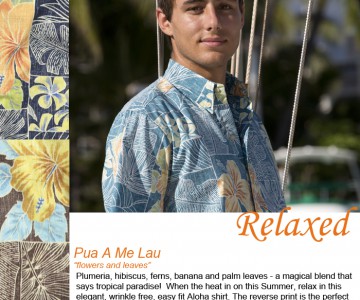 Relaxed
Pua A Me Lau
"flowers and leaves"
Plumeria, hibiscus, ferns, banana and palm leaves - a magical blend that
says tropical paradise!  When the heat in on this Summer, relax in this
elegant, wrinkle free, easy fit Aloha shirt. The reverse print is the perfect